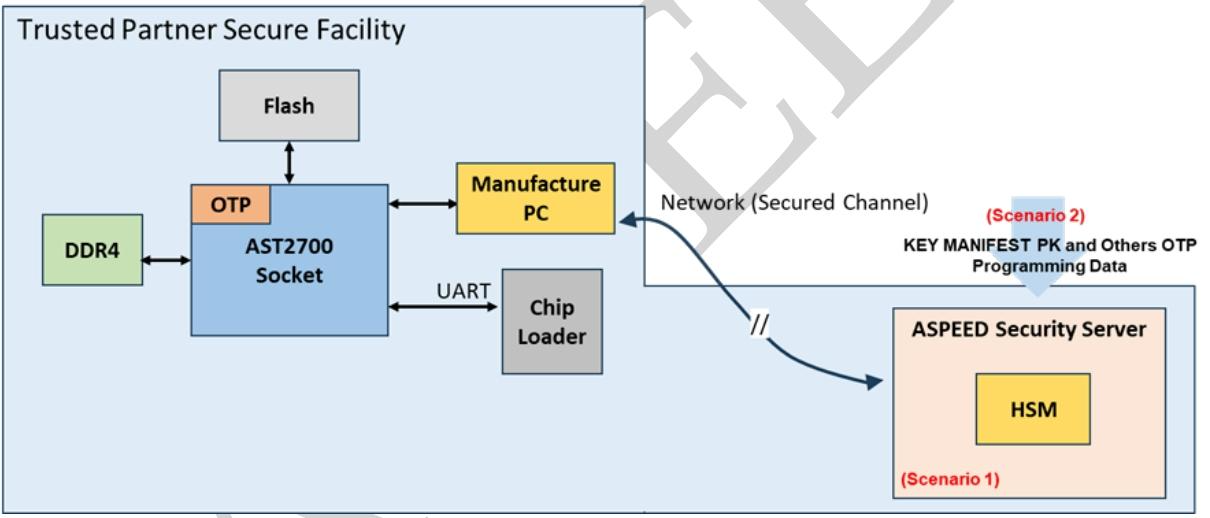 Trusted Partner Secure Facility
Flash
OTP
AST2700
Socket
DDR4
Manufacture
PC
UART
Chip
Loader
Network (Secured Channel)
//
(Scenario 2)
KEY MANIFEST PK and Others OTP
Programming Data
ASPEED Security Server
HSM
(Scenario 1)